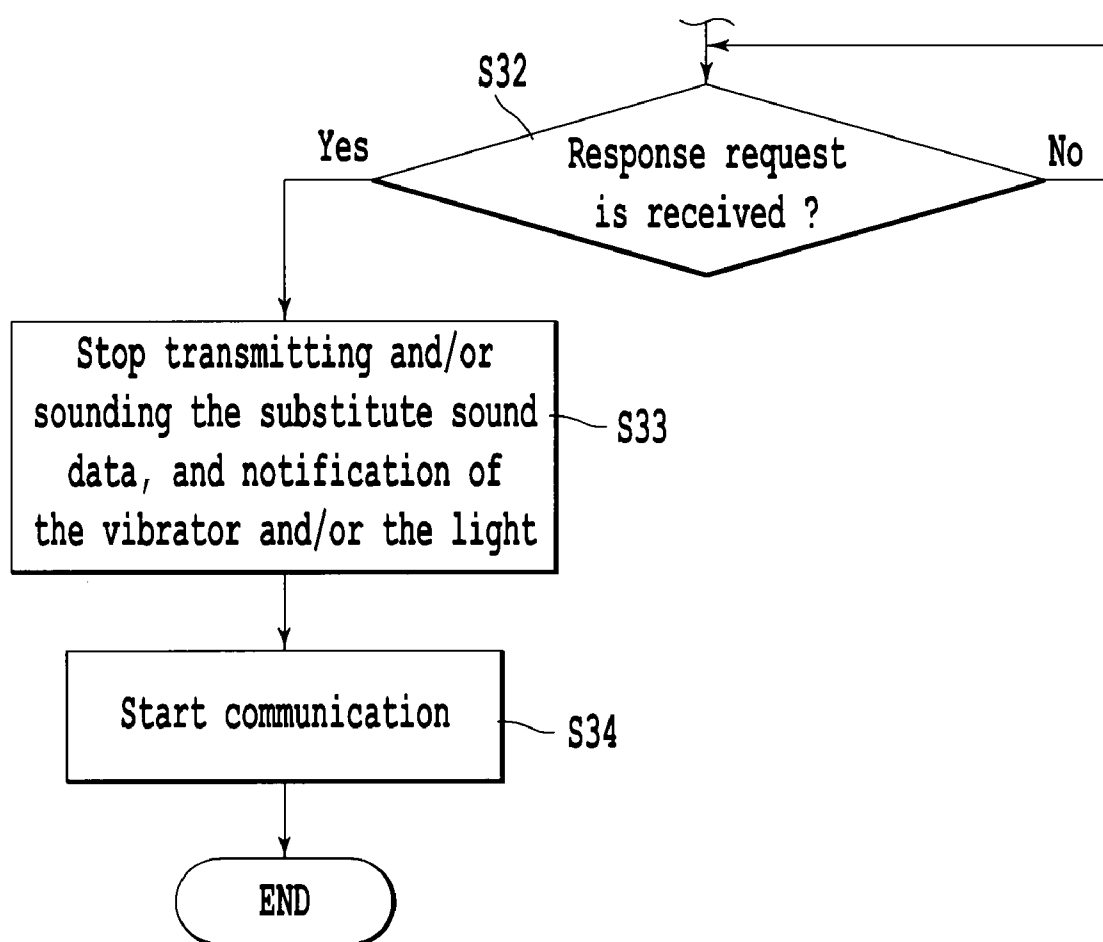 S32
Yes
Response request
No
is received ?
Stop transmitting and/or
sounding the substitute sound
data, and notification of
the vibrator and/or the light
S33
Start communication
S34
END